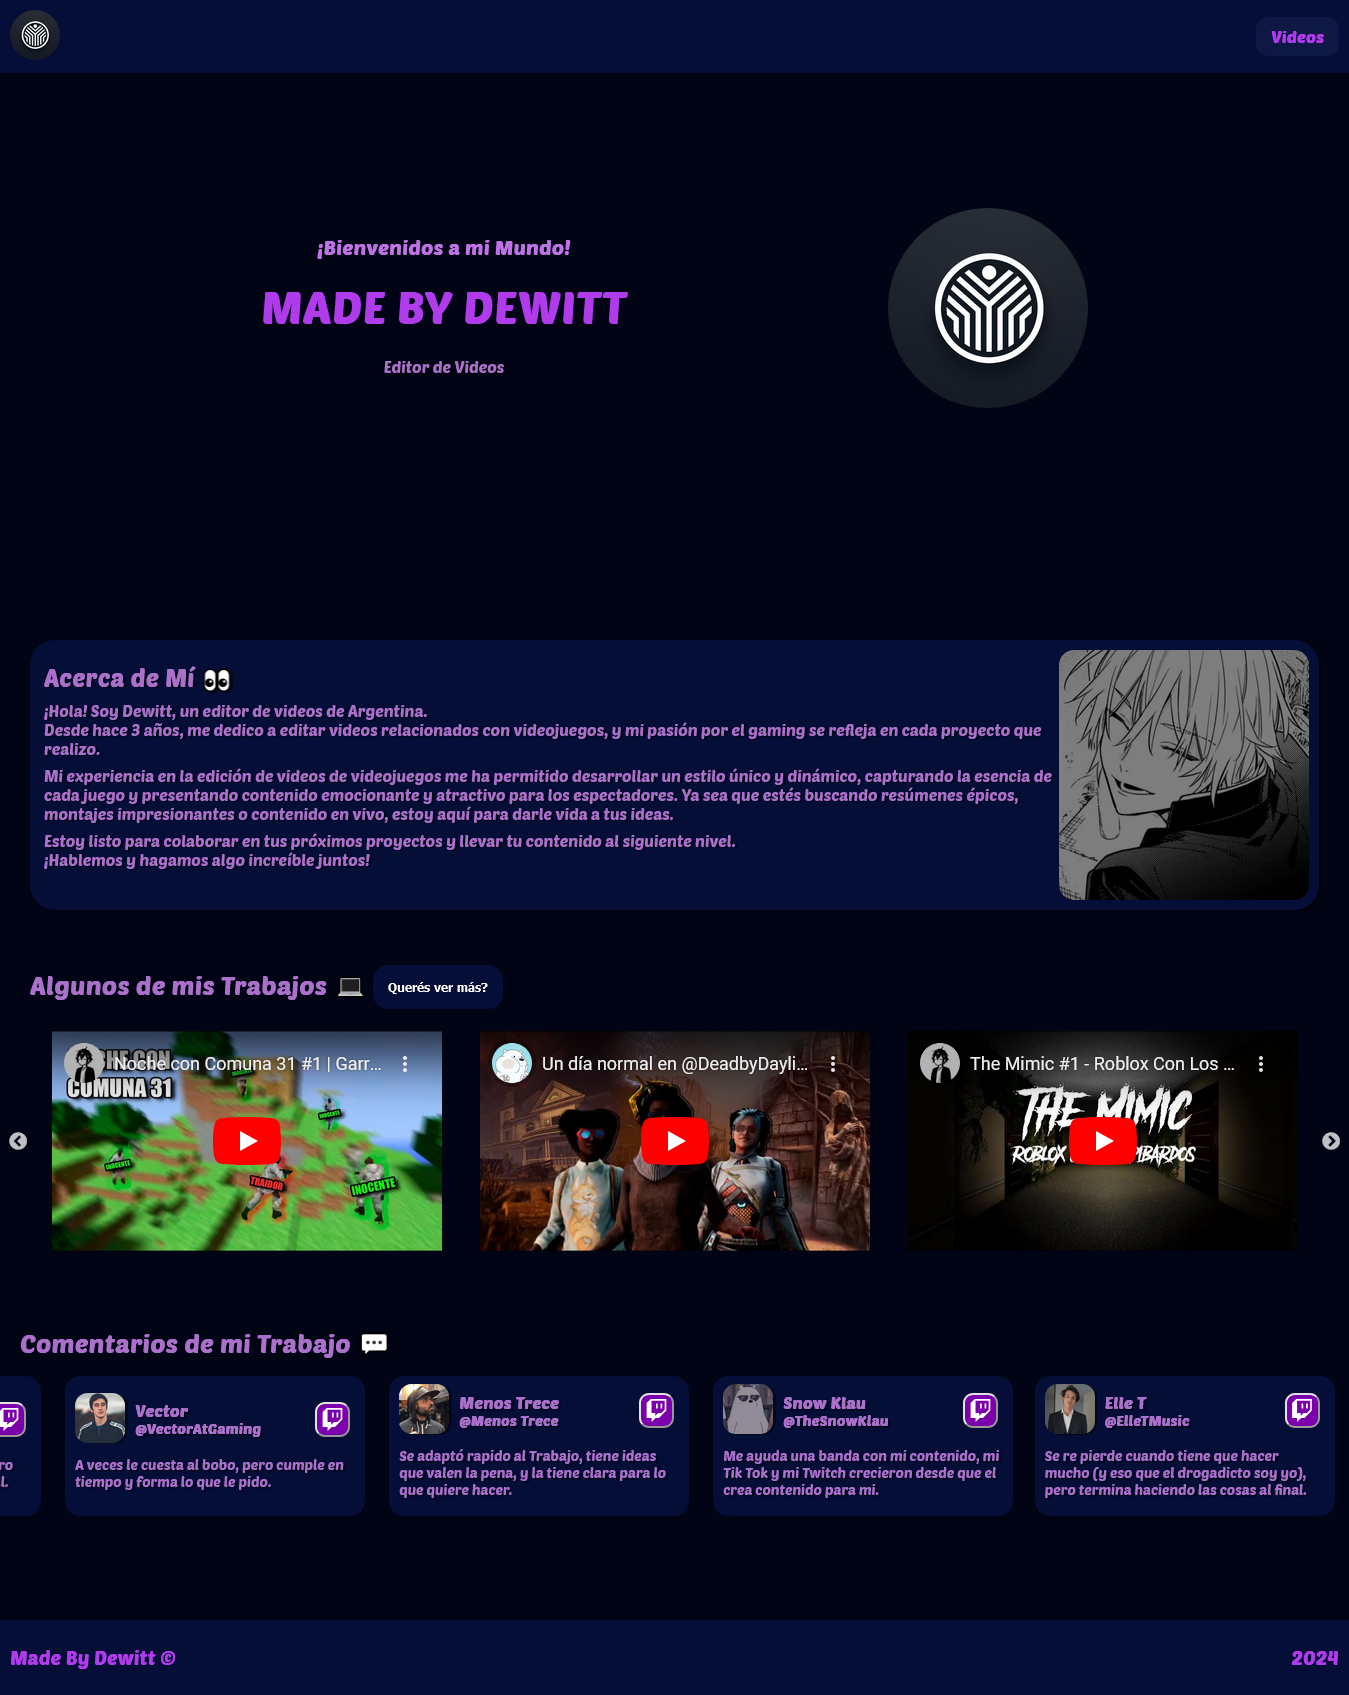 Videos
¡Bienvenidos a mi Mundo!
MADE BY DEWITT
Editor de Videos
Acerca de Mí 👀
¡Hola! Soy Dewitt, un editor de videos de Argentina.
Desde hace 3 años, me dedico a editar videos relacionados con videojuegos, y mi pasión por el gaming se refleja en cada proyecto que
realizo.
Mi experiencia en la edición de videos de videojuegos me ha permitido desarrollar un estilo único y dinámico, capturando la esencia de
cada juego y presentando contenido emocionante y atractivo para los espectadores. Ya sea que estés buscando resúmenes épicos,
montajes impresionantes o contenido en vivo, estoy aquí para darle vida a tus ideas.
Estoy listo para colaborar en tus próximos proyectos y llevar tu contenido al siguiente nivel.
¡Hablemos y hagamos algo increíble juntos!
Algunos de mis Trabajos 💻
Querés ver más?
Noche con Comuna 31 #1 | Garr...
CON
COMUNA 31
INOCENTE
INOCENTE
INOCENTE
TRAIDOR
INOCENTE
Un día normal en @DeadbyDayli...
The Mimic #1 - Roblox Con Los ...
THE MIMIC
ROBLOX
Comentarios de mi Trabajo 💬
ro
l.
Vector
@VectorAtGaming
A veces le cuesta al bobo, pero cumple en
tiempo y forma lo que le pido.
Menos Trece
@Menos Trece
Se adaptó rapido al Trabajo, tiene ideas
que valen la pena, y la tiene clara para lo
que quiere hacer.
Snow Klau
@TheSnowKlau
Me ayuda una banda con mi contenido, mi
Tik Tok y mi Twitch crecieron desde que el
crea contenido para mi.
Elle T
@ElleTMusic
Se re pierde cuando tiene que hacer
mucho (y eso que el drogadicto soy yo),
pero termina haciendo las cosas al final.
Made By Dewitt ©
2024